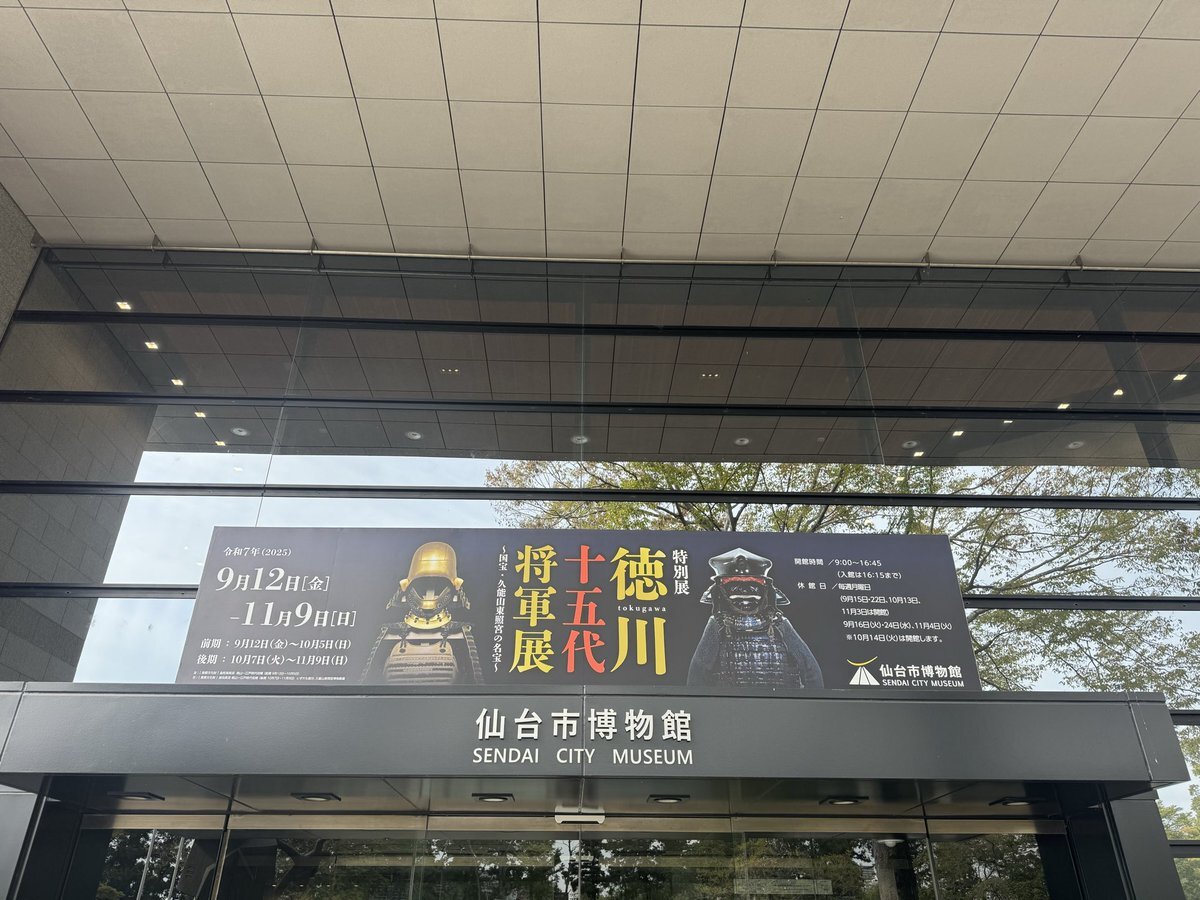 令和7年(2025)
9月12日[金]
-11月9日[日]
前期：9月12日(金)～10月5日(日)
後期：10月7日(火)～11月9日(日)
特別展
徳川
tokugawa
十五代
将軍展
～国宝・久能山東照宮の名宝～
開館時間／9:00～16:45
(入館は16:15まで)
休館日／毎週月曜日
(9月15日・22日、10月13日、
11月3日は開館)
9月16日(火)・24日(水)、11月4日(火)
※10月14日(火)は開館します。
仙台市博物館
SENDAI CITY MUSEUM
仙台市博物館
SENDAI CITY MUSEUM